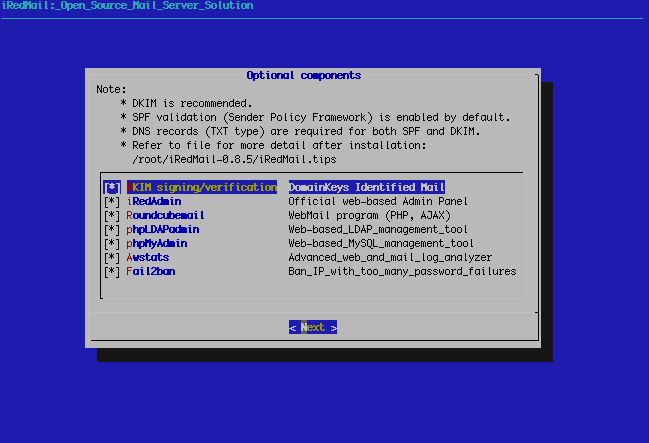 iRedMail:_Open_Source_Mail_Server_Solution
Optional components
Note:
* DKIM is recommended.
* SPF validation (Sender Policy Framework) is enabled by default.
* DNS records (TXT type) are required for both SPF and DKIM.
* Refer to file for more detail after installation:
/root/iRedMail-0.8.5/iRedMail.tips
[*] DKIM signing/verification DomainKeys Identified Mail
[*] iRedAdmin Official web-based Admin Panel
[*] Roundcubemail WebMail program (PHP, AJAX)
[*] phpLDAPadmin Web-based_LDAP_management_tool
[*] phpMyAdmin Web-based_MySQL_management_tool
[*] Awstats Advanced_web_and_mail_log_analyzer
[*] Fail2ban Ban_IP_with_too_many_password_failures
< Next >